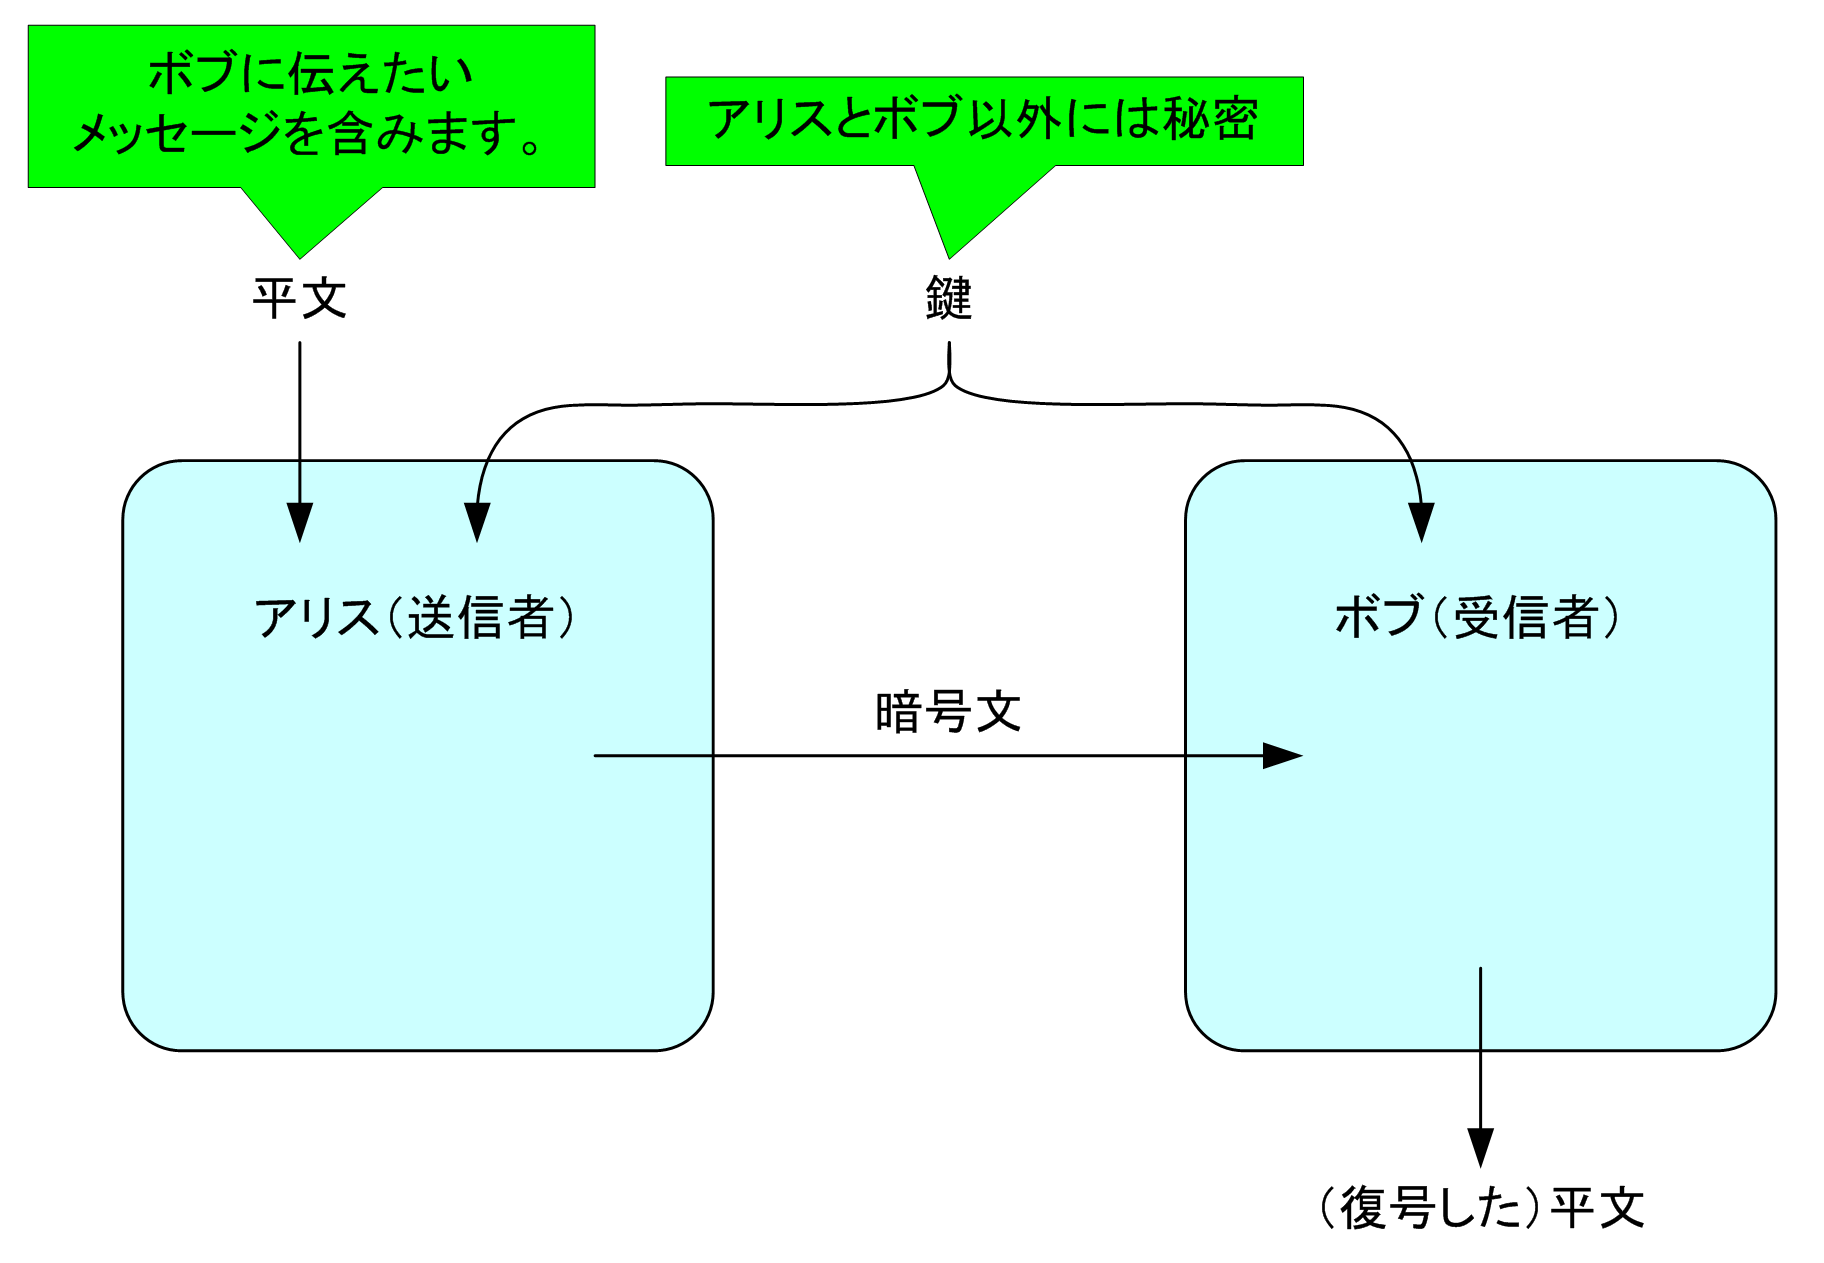 ボブに伝えたい
メッセージを含みます。
アリスとボブ以外には秘密
平文
鍵
アリス（送信者）
ボブ（受信者）
暗号文
（復号した）平文